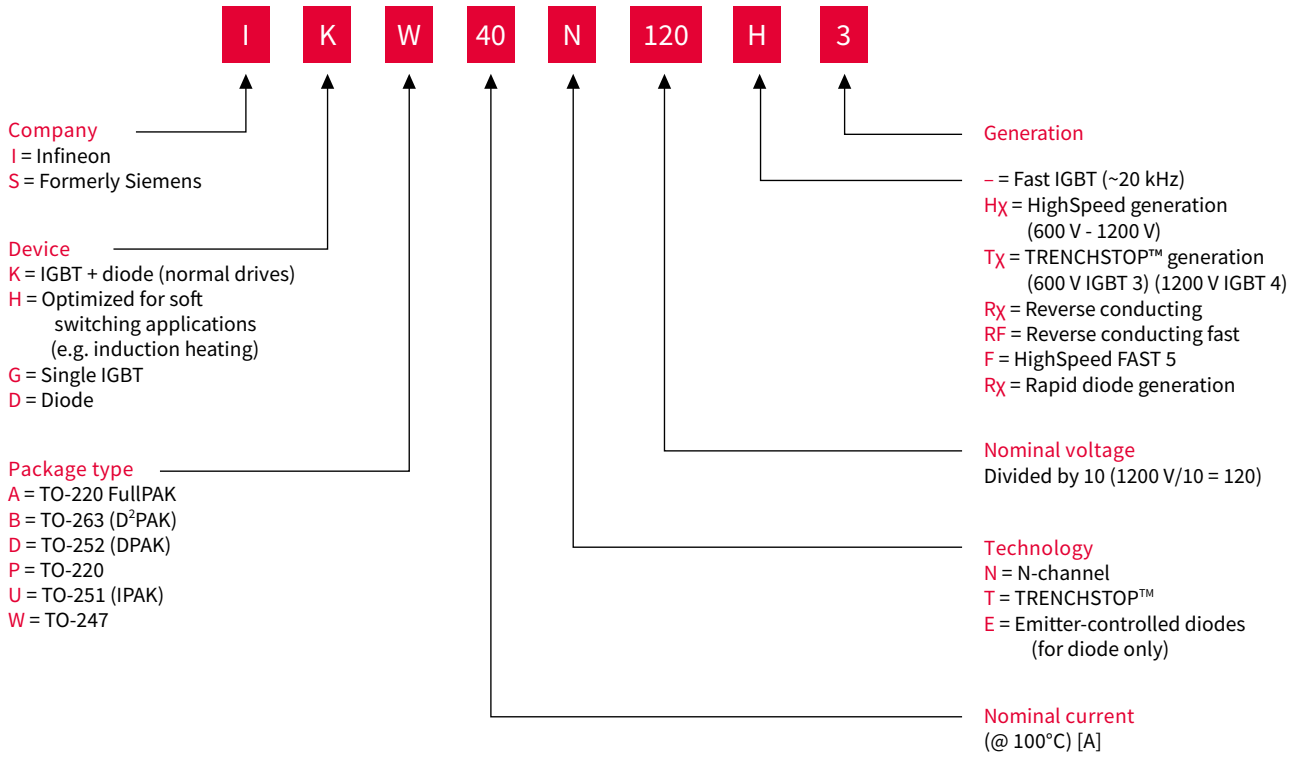 I K W 40 N 120 H 3
Company
I = Infineon
S = Formerly Siemens
Device
K = IGBT + diode (normal drives)
H = Optimized for soft
switching applications
(e.g. induction heating)
G = Single IGBT
D = Diode
Package type
A = TO-220 FullPAK
B = TO-263 (D²PAK)
D = TO-252 (DPAK)
P = TO-220
U = TO-251 (IPAK)
W = TO-247
Generation
– = Fast IGBT (~20 kHz)
Hχ = HighSpeed generation
(600 V - 1200 V)
Tχ = TRENCHSTOP™ generation
(600 V IGBT 3) (1200 V IGBT 4)
Rχ = Reverse conducting
RF = Reverse conducting fast
F = HighSpeed FAST 5
Rχ = Rapid diode generation
Nominal voltage
Divided by 10 (1200 V/10 = 120)
Technology
N = N-channel
T = TRENCHSTOP™
E = Emitter-controlled diodes
(for diode only)
Nominal current
(@ 100°C) [A]